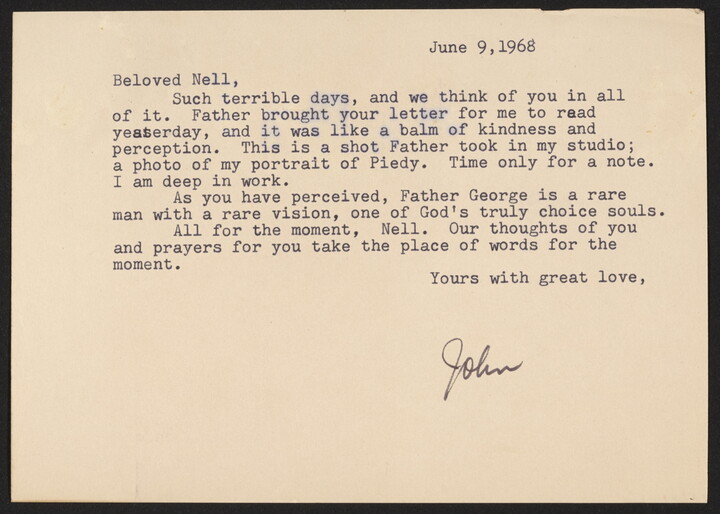 June 9,1968
Beloved Nell,
Such terrible days, and we think of you in all
of it. Father brought your letter for me to read
yesterday, and it was like a balm of kindness and
perception. This is a shot Father took in my studio;
a photo of my portrait of Piedy. Time only for a note.
I am deep in work.
As you have perceived, Father George is a rare
man with a rare vision, one of God's truly choice souls.
All for the moment, Nell. Our thoughts of you
and prayers for you take the place of words for the
moment.
Yours with great love,
John